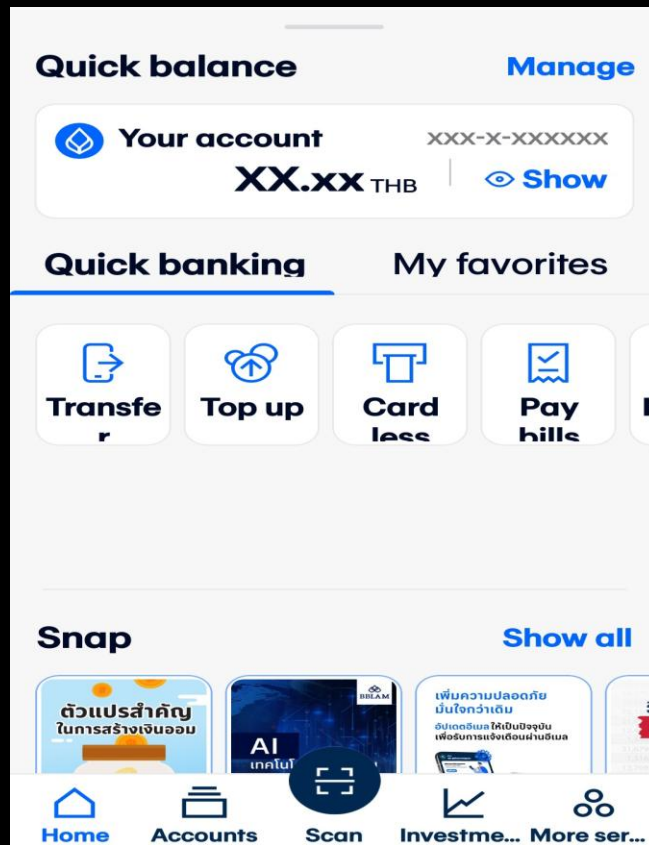 Quick balance Manage
Your account xxx-x-xxxxxx
XX.xx THB Show
Quick banking My favorites
Transfe
r
Top up
Card
less
Pay
bills
Snap Show all
ตัวแปรสำคัญ
ในการสร้างเงินออม
BBLAM
AI
เพิ่มความปลอดภัย
มั่นใจกว่าเดิม
อัปเดตอีเมลให้เป็นปัจจุบัน
เพื่อรับการแจ้งเตือนผ่านอีเมล
Home Accounts Scan Investme... More ser...